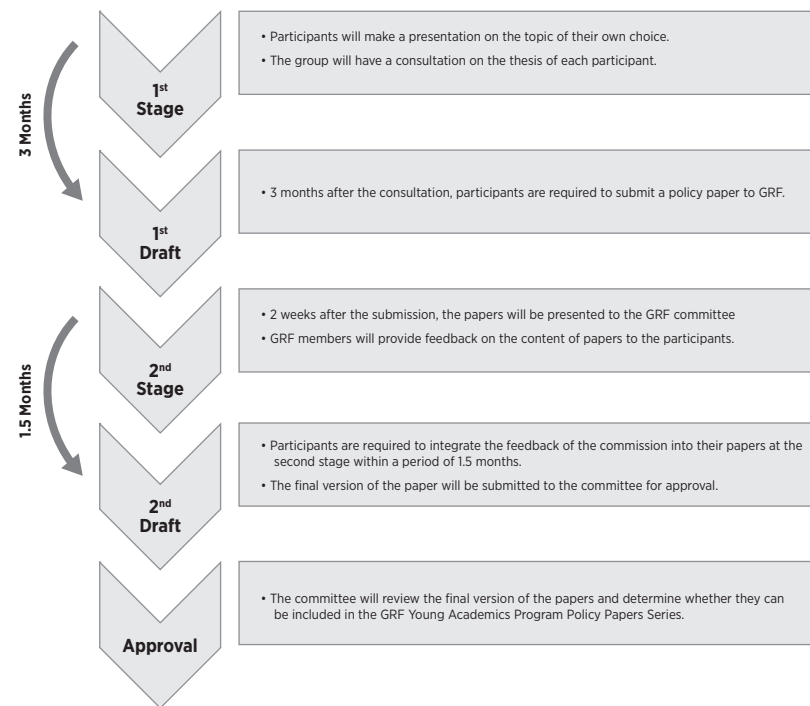 3 Months
1st
Stage
• Participants will make a presentation on the topic of their own choice.
• The group will have a consultation on the thesis of each participant.
1st
Draft
• 3 months after the consultation, participants are required to submit a policy paper to GRF.
1.5 Months
2nd
Stage
• 2 weeks after the submission, the papers will be presented to the GRF committee
• GRF members will provide feedback on the content of papers to the participants.
2nd
Draft
• Participants are required to integrate the feedback of the commission into their papers at the
second stage within a period of 1.5 months.
• The final version of the paper will be submitted to the committee for approval.
Approval
• The committee will review the final version of the papers and determine whether they can
be included in the GRF Young Academics Program Policy Papers Series.